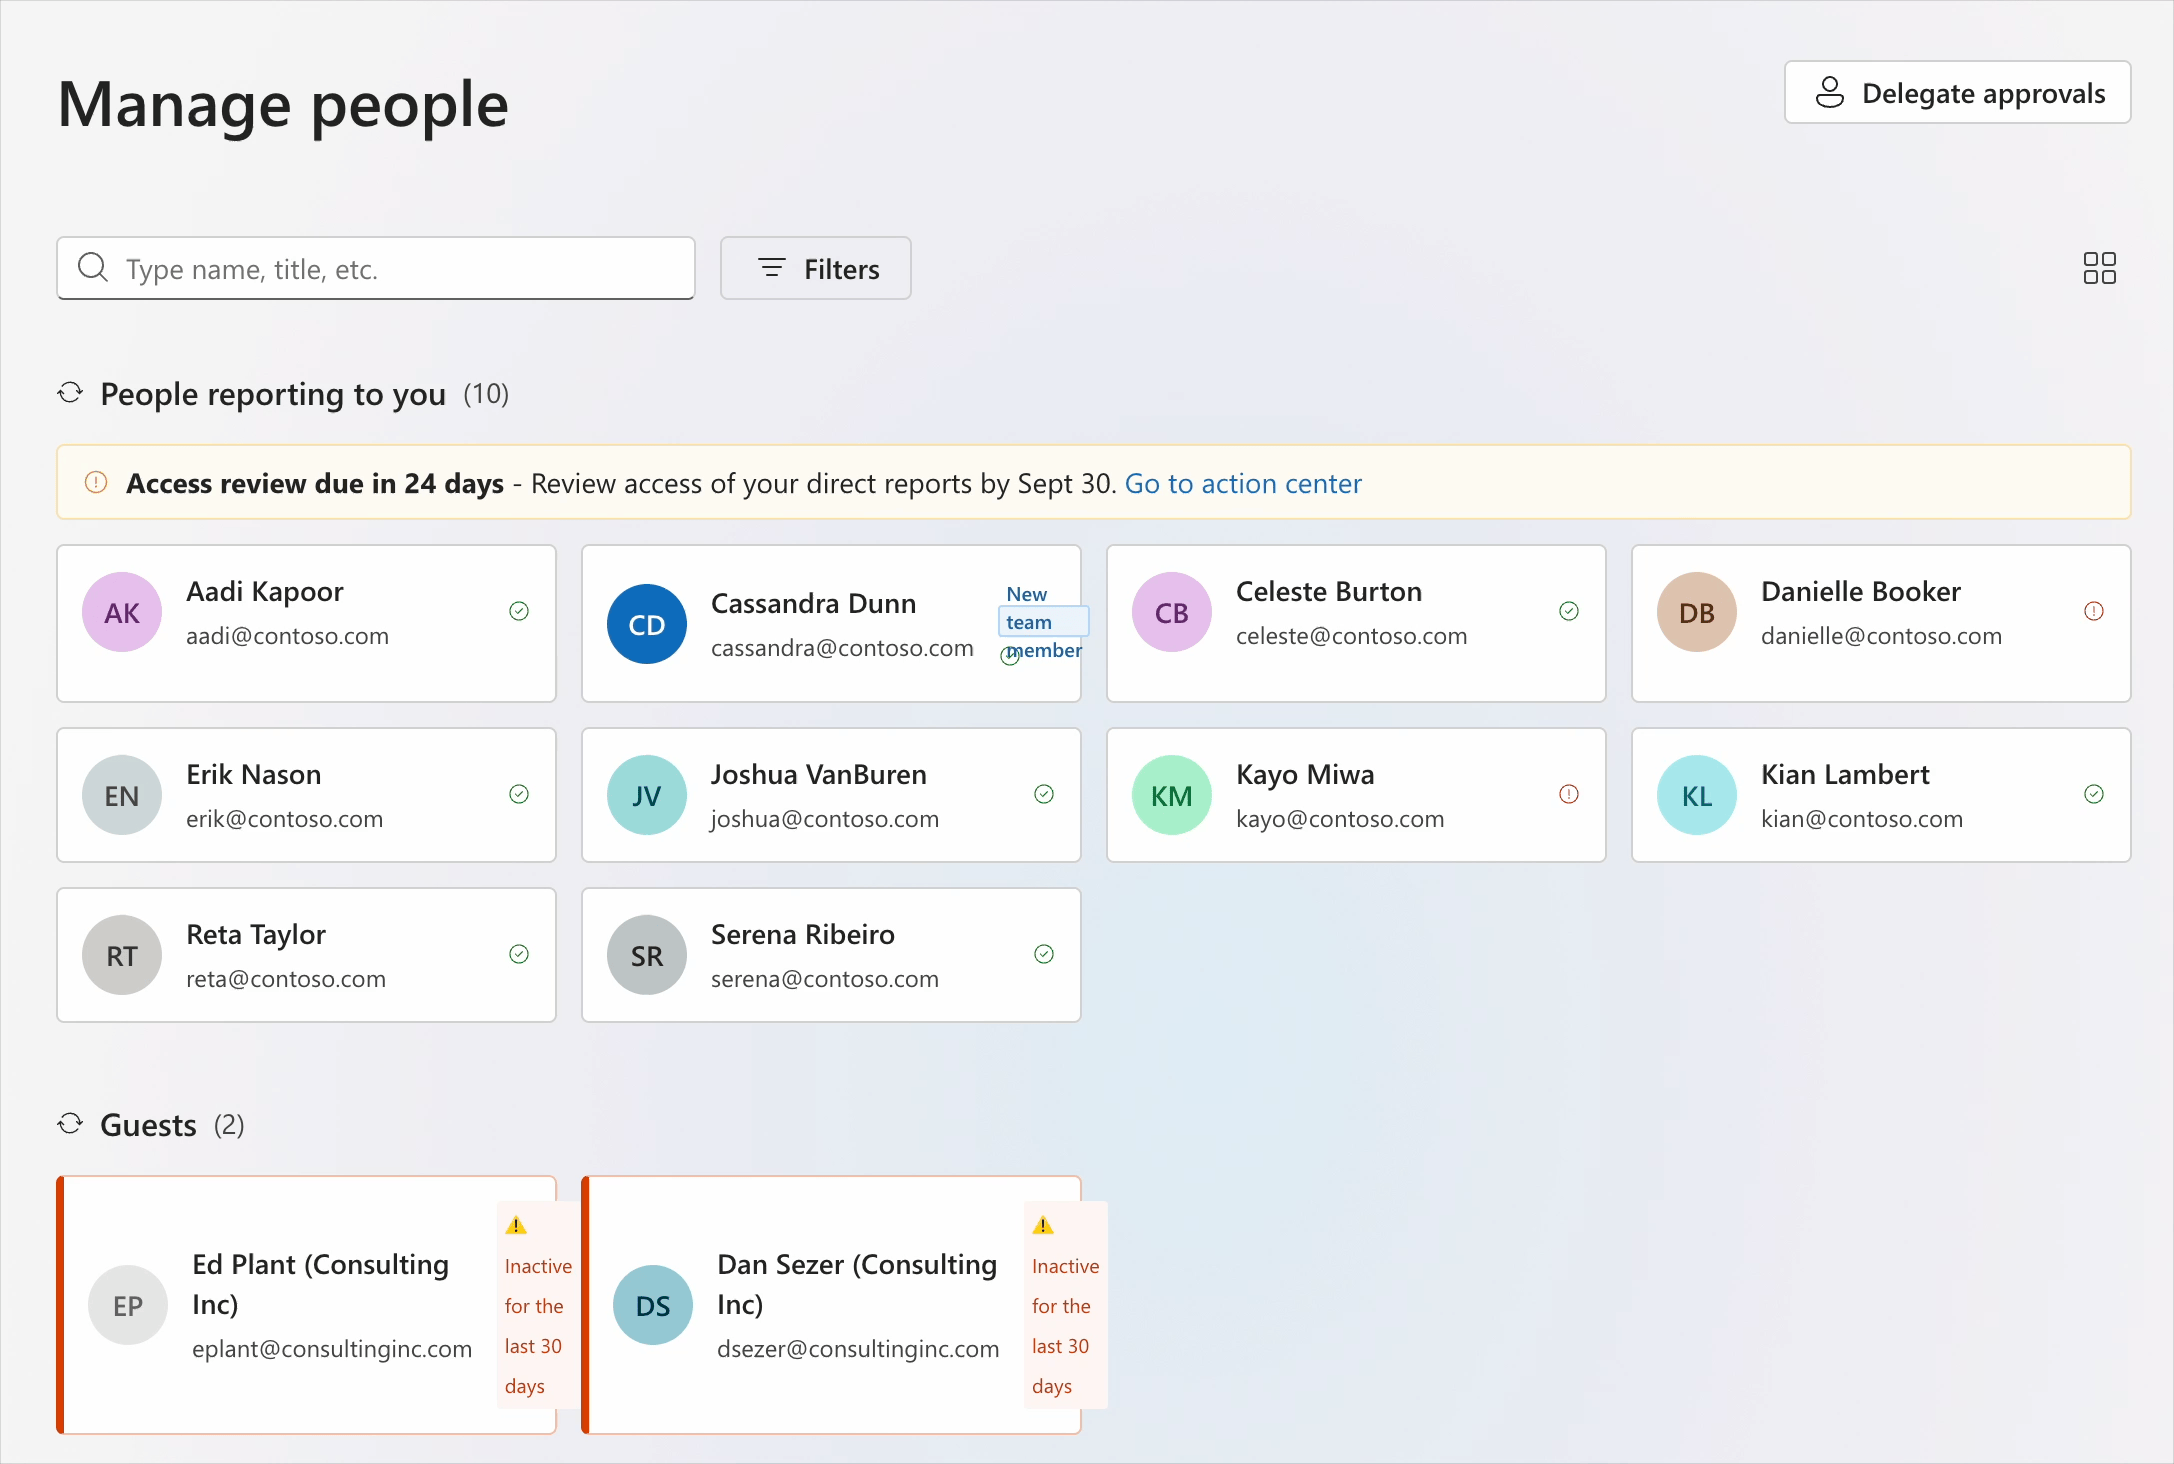 Manage people
Delegate approvals
Type name, title, etc.
Filters
People reporting to you (10)
Access review due in 24 days - Review access of your direct reports by Sept 30. Go to action center
AK
Aadi Kapoor
aadi@contoso.com
CD
Cassandra Dunn
cassandra@contoso.com
New
team
member
CB
Celeste Burton
celeste@contoso.com
DB
Danielle Booker
danielle@contoso.com
EN
Erik Nason
erik@contoso.com
JV
Joshua VanBuren
joshua@contoso.com
KM
Kayo Miwa
kayo@contoso.com
KL
Kian Lambert
kian@contoso.com
RT
Reta Taylor
reta@contoso.com
SR
Serena Ribeiro
serena@contoso.com
Guests (2)
EP
Ed Plant (Consulting
Inc)
eplant@consultinginc.com
Inactive
for the
last 30
days
DS
Dan Sezer (Consulting
Inc)
dsezer@consultinginc.com
Inactive
for the
last 30
days